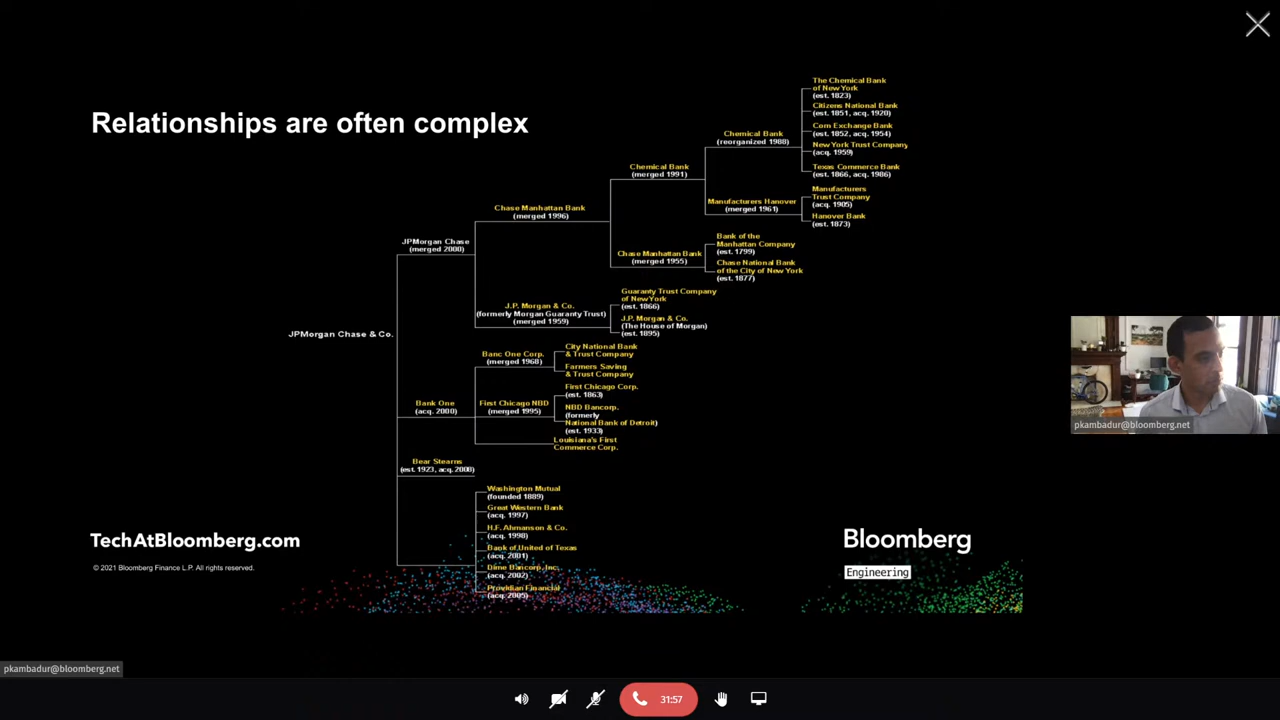 Relationships are often complex
The Chemical Bank
of New York
(est. 1823)
Citizens National Bank
(est. 1851, acq. 1920)
Corn Exchange Bank
(est. 1852, acq. 1954)
New York Trust Company
(acq. 1959)
Texas Commerce Bank
(est. 1866, acq. 1986)
Chemical Bank
(reorganized 1988)
Manufacturers
Trust Company
(acq. 1905)
Hanover Bank
(est. 1873)
Manufacturers Hanover
(merged 1961)
Chemical Bank
(merged 1991)
Bank of the
Manhattan Company
(est. 1799)
Chase National Bank
of the City of New York
(est. 1877)
Chase Manhattan Bank
(merged 1955)
Chase Manhattan Bank
(merged 1996)
JPMorgan Chase
(merged 2000)
Guaranty Trust Company
of New York
(est. 1866)
J.P. Morgan & Co.
(The House of Morgan)
(est. 1895)
J.P. Morgan & Co.
(formerly Morgan Guaranty Trust)
(merged 1959)
JPMorgan Chase & Co.
Banc One Corp.
(merged 1968)
City National Bank
& Trust Company
Farmers Saving
& Trust Company
First Chicago Corp.
(est. 1863)
NBD Bancorp.
(formerly
National Bank of Detroit)
(est. 1933)
Louisiana's First
Commerce Corp.
First Chicago NBD
(merged 1995)
Bank One
(acq. 2000)
Bear Stearns
(est. 1923, acq. 2008)
Washington Mutual
(founded 1889)
Great Western Bank
(acq. 1997)
H.F. Ahmanson & Co.
(acq. 1998)
Bank of United of Texas
(acq. 2001)
Dime Bancorp, Inc.
(acq. 2002)
Providian Financial
(acq. 2005)
TechAtBloomberg.com
© 2021 Bloomberg Finance L.P. All rights reserved.
Bloomberg
Engineering
pkambadur@bloomberg.net
pkambadur@bloomberg.net
31:57